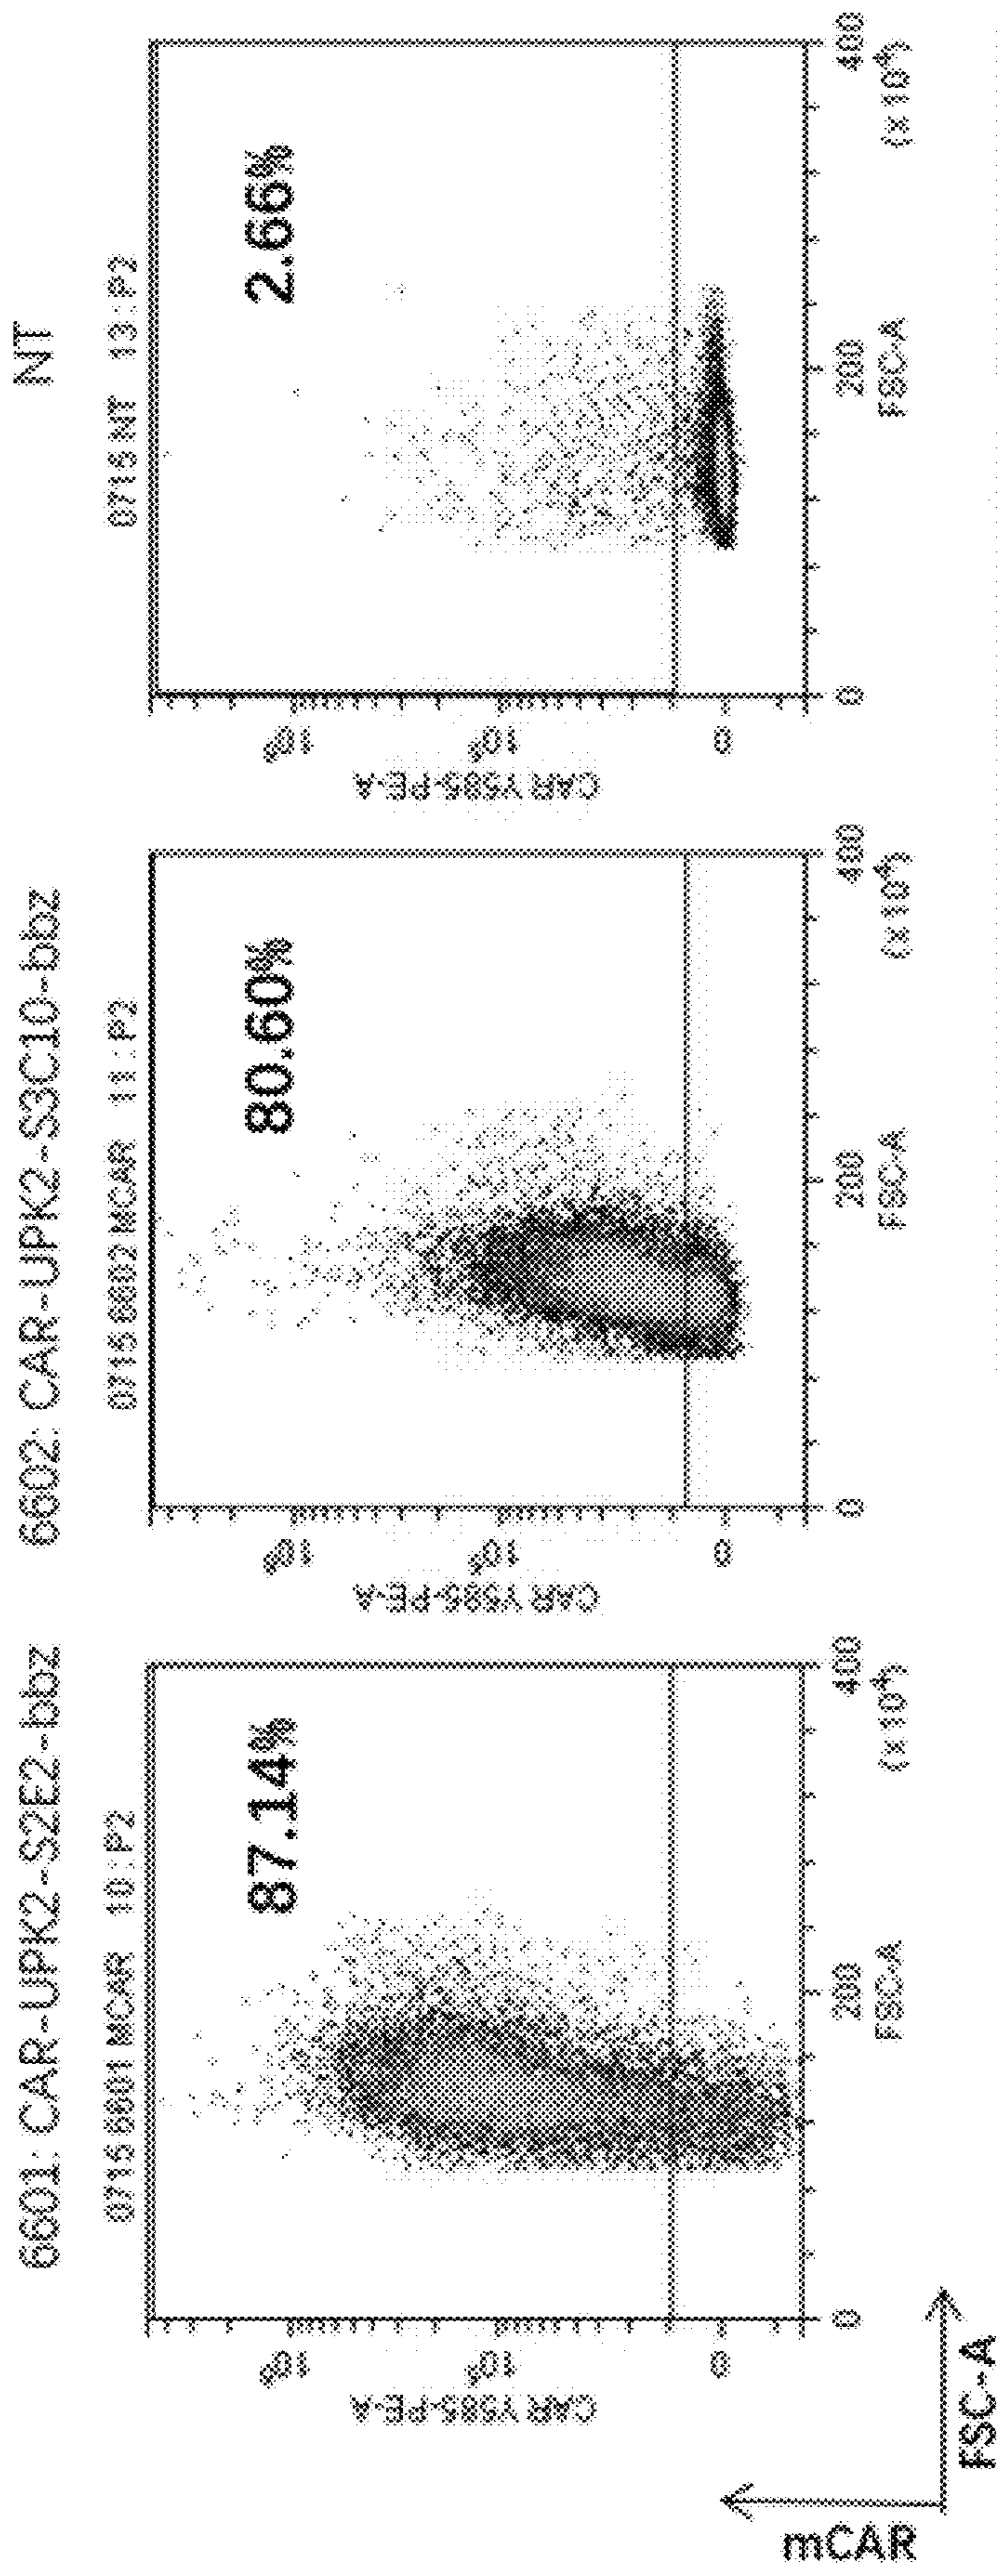 6601: CAR-UPK2-S2E2-bbz
0715 6601 MCAR 10 : P2
87.14%
CAR Y585-PE-A
10⁵
10⁴
0
0
200
400
FSC-A
(x 10⁴)
6602: CAR-UPK2-S3C10-bbz
0715 6602 MCAR 11 : P2
80.60%
CAR Y585-PE-A
10⁵
10⁴
0
0
200
400
FSC-A
(x 10⁴)
NT
0715 NT 13 : P2
2.66%
CAR Y585-PE-A
10⁵
10⁴
0
0
200
400
FSC-A
(x 10⁴)
mCAR
FSC-A